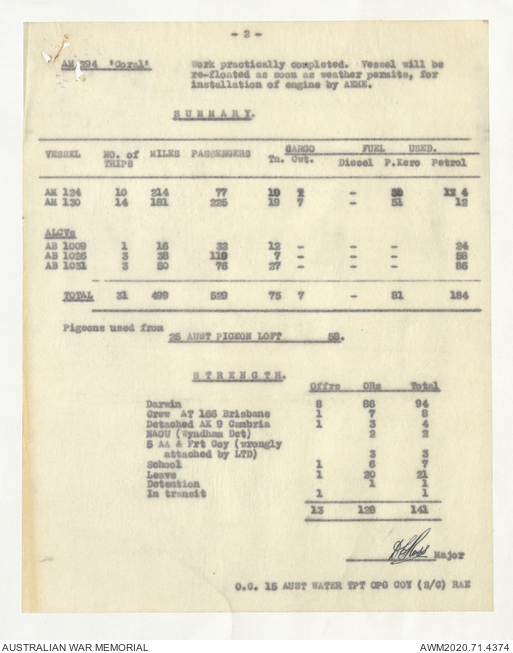 - 2 -
AM 294 'Coral' Work practically completed. Vessel will be
re-floated as soon as weather permits, for
installation of engine by AEME.
SUMMARY.
VESSEL NO. of TRIPS MILES PASSENGERS CARGO Tn. Cwt. FUEL USED. Diesel P.Kero Petrol
AM 124 10 214 77 10 - 4
AM 130 14 181 225 19 7 - 51 12
ALCVs
AB 1009 1 16 32 12 - - - 24
AB 1026 3 38 119 7 - - - 58
AB 1031 3 50 76 27 - - - 86
TOTAL 31 499 529 75 7 - 81 184
Pigeons used from 25 AUST PIGEON LOFT 58.
STRENGTH.
Offrs ORs Total
Darwin 8 86 94
Crew AT 166 Brisbane 1 7 8
Detached AK 9 Cambria 1 3 4
NAOU (Wyndham Det) 2 2
5 AA & Frt Coy (wrongly
attached by LTD) 3 3
School 1 6 7
Leave 1 20 21
Detention 1 1
In transit 1 1
13 128 141
Major
O.C. 15 AUST WATER TPT OPG COY (S/C) RAE
AUSTRALIAN WAR MEMORIAL AWM2020.71.4374